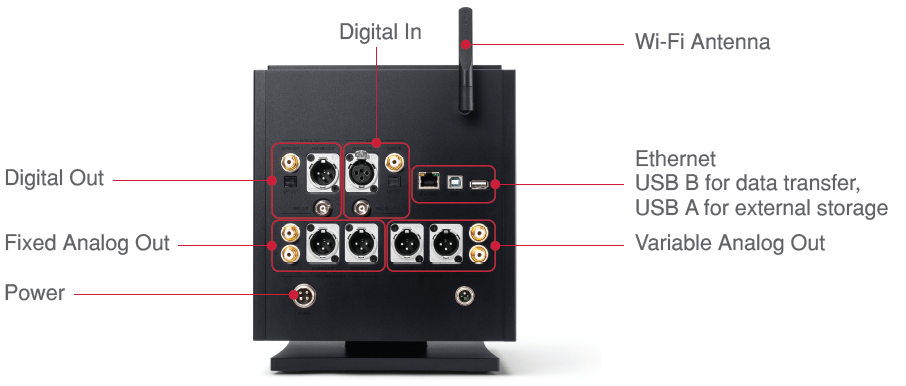 Digital In
Wi-Fi Antenna
Digital Out
Ethernet
USB B for data transfer,
USB A for external storage
Fixed Analog Out
Variable Analog Out
Power